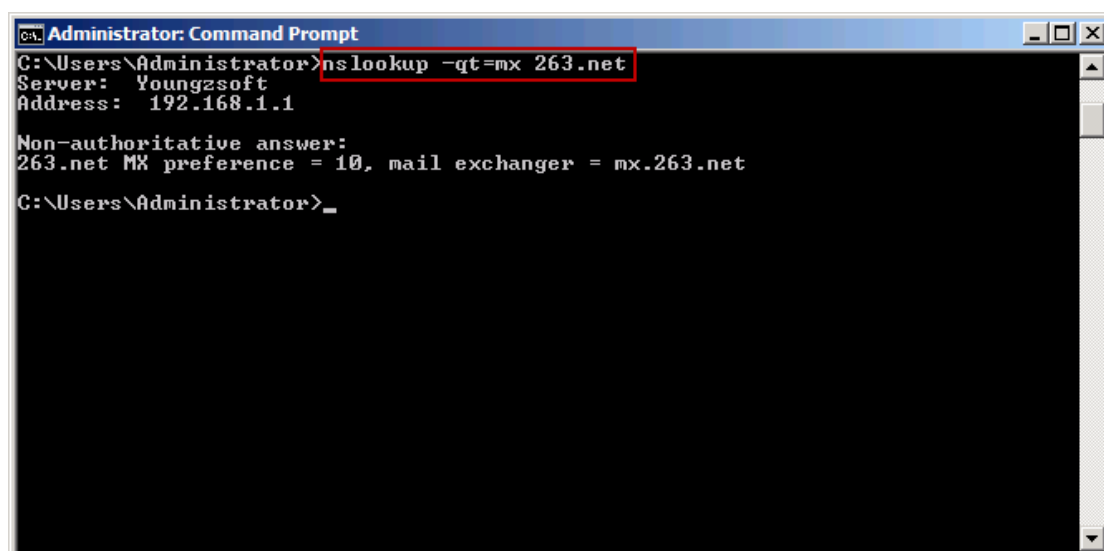 Administrator: Command Prompt
C:\Users\Administrator>nslookup -qt=mx 263.net
Server:  Youngzsoft
Address:  192.168.1.1
Non-authoritative answer:
263.net MX preference = 10, mail exchanger = mx.263.net
C:\Users\Administrator>_